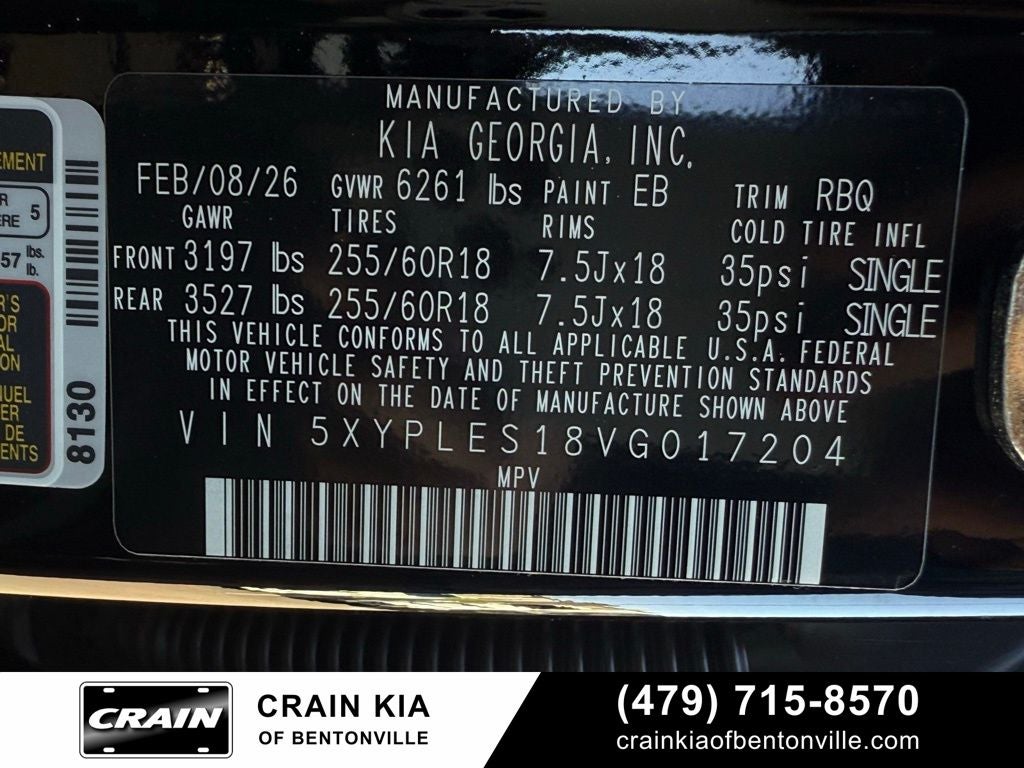 MANUFACTURED BY
KIA GEORGIA, INC.
FEB/08/26 GVWR 6261 lbs PAINT EB TRIM RBQ
GAWR TIRES RIMS COLD TIRE INFL
FRONT 3197 lbs 255/60R18 7.5Jx18 35psi SINGLE
REAR 3527 lbs 255/60R18 7.5Jx18 35psi SINGLE
THIS VEHICLE CONFORMS TO ALL APPLICABLE U.S.A. FEDERAL
MOTOR VEHICLE SAFETY AND THEFT PREVENTION STANDARDS
IN EFFECT ON THE DATE OF MANUFACTURE SHOWN ABOVE
VIN 5XYPLES18VG017204
MPV
5
57 lbs.
lb.
8130
CRAIN
CRAIN KIA
OF BENTONVILLE
(479) 715-8570
crainkiaofbentonville.com